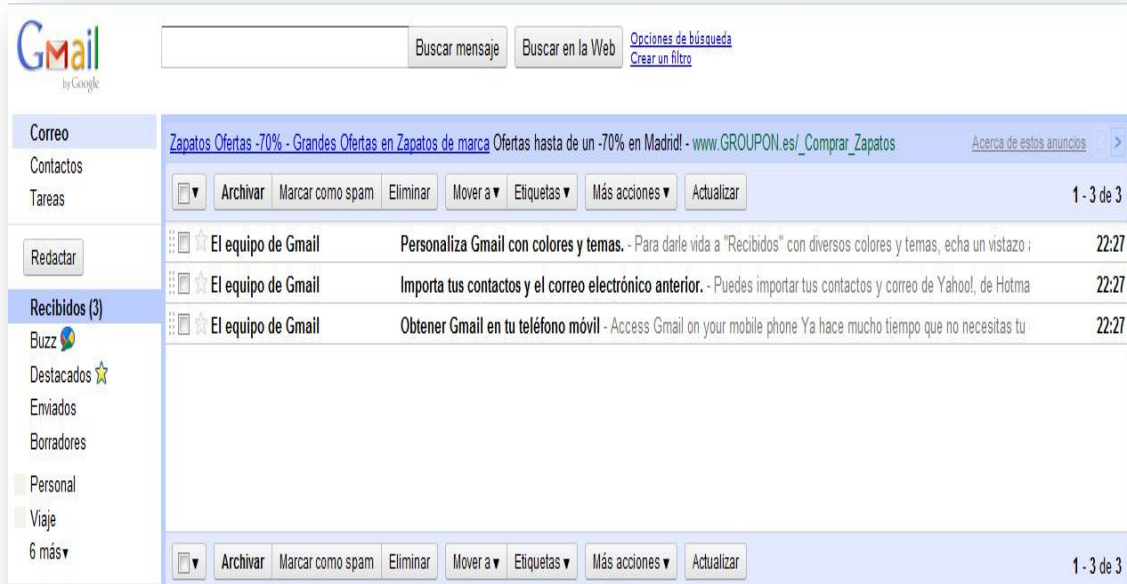 Gmail
by Google
Buscar mensaje Buscar en la Web Opciones de búsqueda
Crear un filtro
Correo
Contactos
Tareas
Redactar
Recibidos (3)
Buzz
Destacados
Enviados
Borradores
Personal
Viaje
6 más
Zapatos Ofertas -70% - Grandes Ofertas en Zapatos de marca Ofertas hasta de un -70% en Madrid! - www.GROUPON.es/_Comprar_Zapatos Acerca de estos anuncios
Archivar Marcar como spam Eliminar Mover a Etiquetas Más acciones Actualizar 1 - 3 de 3
El equipo de Gmail Personaliza Gmail con colores y temas. - Para darle vida a "Recibidos" con diversos colores y temas, echa un vistazo 22:27
El equipo de Gmail Importa tus contactos y el correo electrónico anterior. - Puedes importar tus contactos y correo de Yahoo!, de Hotma 22:27
El equipo de Gmail Obtener Gmail en tu teléfono móvil - Access Gmail on your mobile phone Ya hace mucho tiempo que no necesitas tu 22:27
Archivar Marcar como spam Eliminar Mover a Etiquetas Más acciones Actualizar 1 - 3 de 3